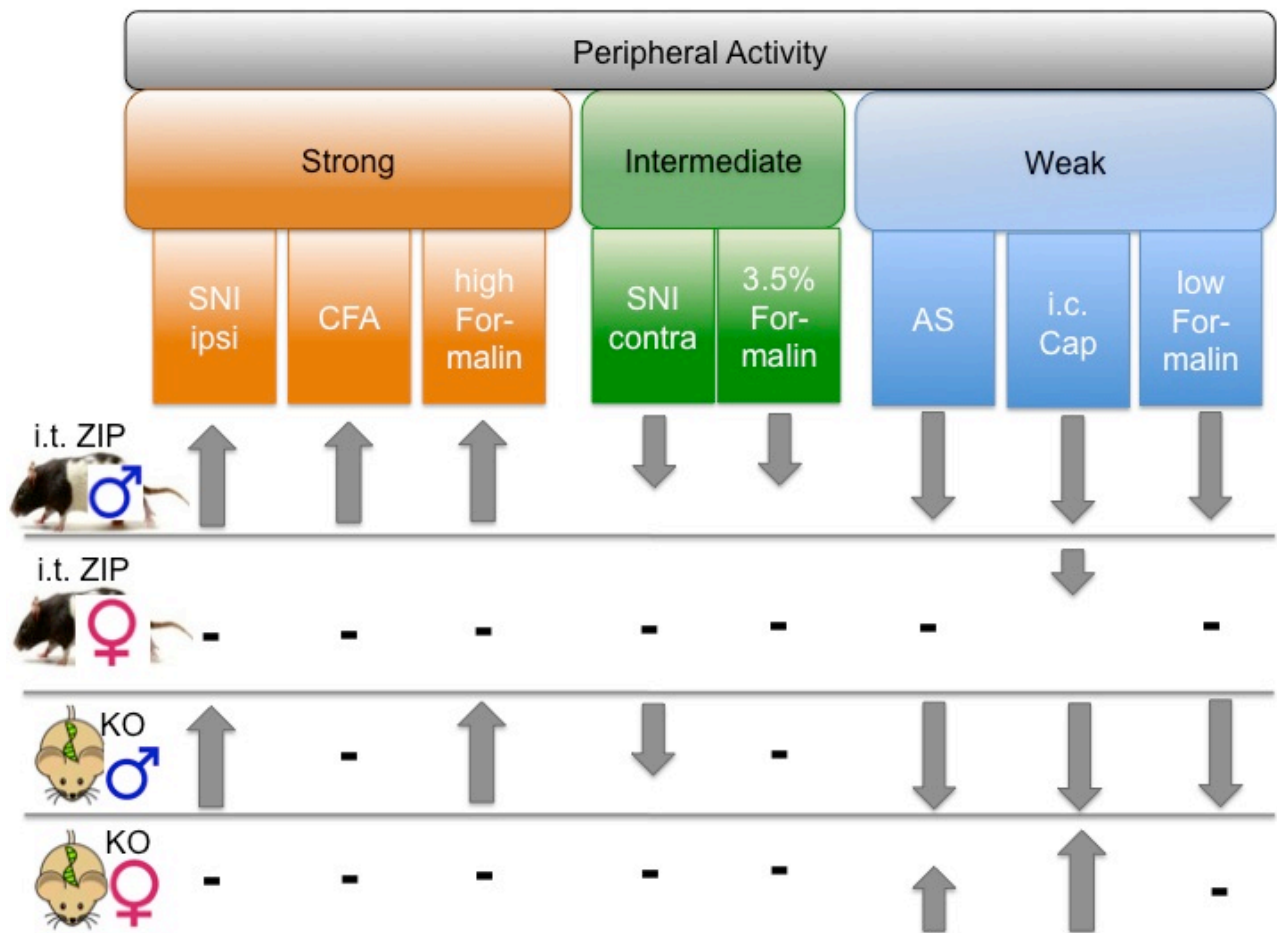 Peripheral Activity
Strong
Intermediate
Weak
SNI
ipsi
CFA
high
For-
malin
SNI
contra
3.5%
For-
malin
AS
i.c.
Cap
low
For-
malin
i.t. ZIP
♂
i.t. ZIP
♀
- - - - - - -
KO
♂
- -
KO
♀
- - - - - -